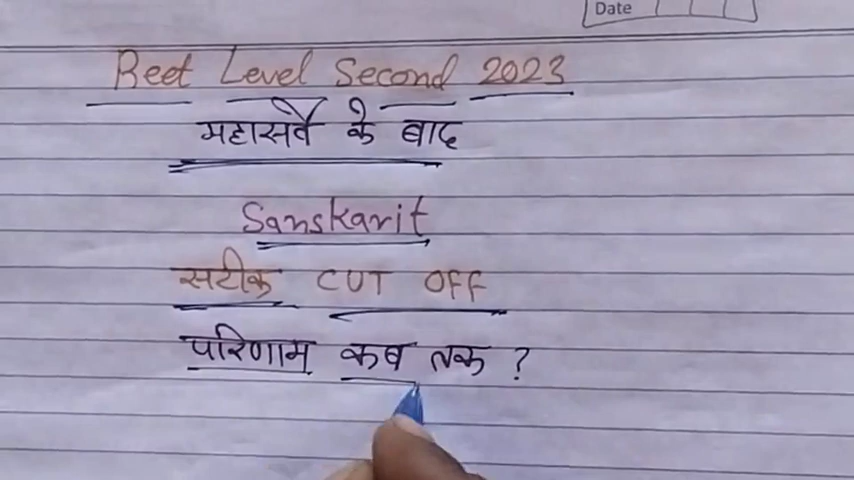 Date
Reet Level Second 2023
महासर्वे के बाद
Sanskarit
सटीक CUT OFF
परिणाम कब तक ?